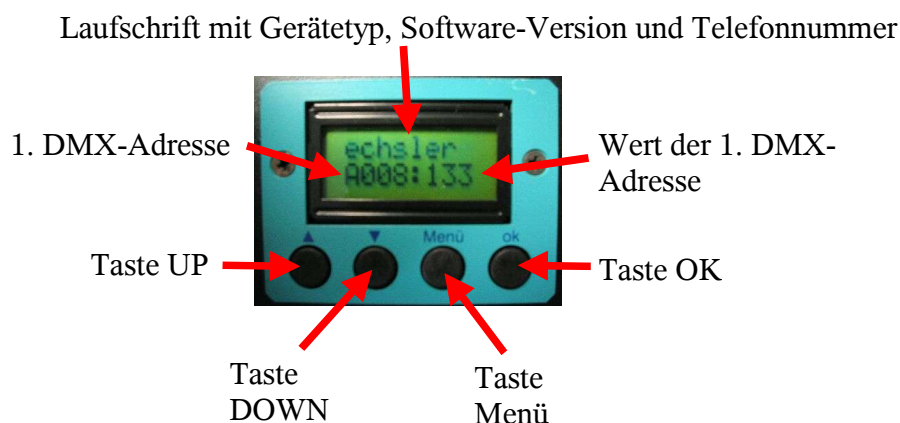 Laufschrift mit Gerätetyp, Software-Version und Telefonnummer
1. DMX-Adresse
echsler
A008:133
Wert der 1. DMX-
Adresse
▲ ▼ Menü ok
Taste UP
Taste OK
Taste
DOWN
Taste
Menü